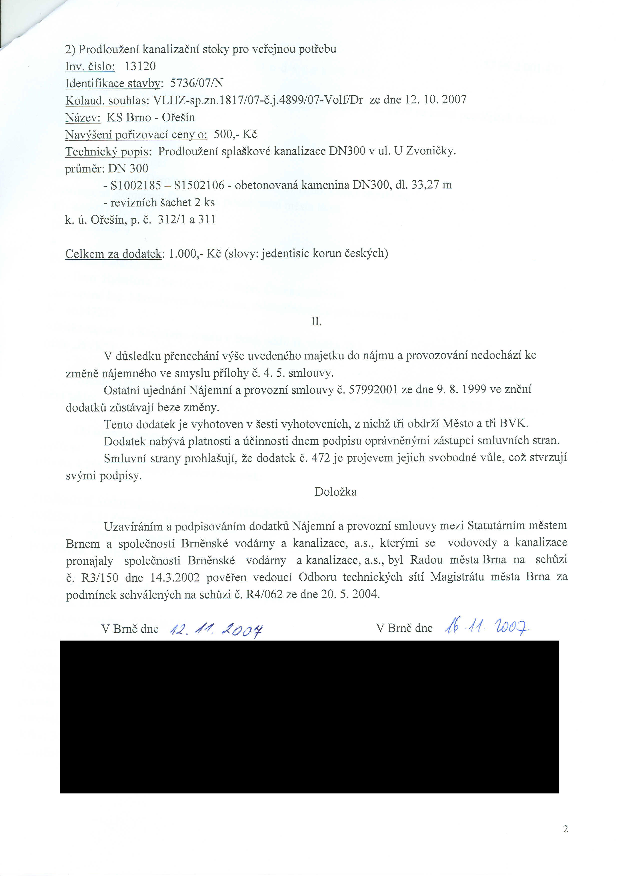 2) Prodloužení kanalizační stoky pro veřejnou potřebu
Inv. číslo: 13120
Identifikace stavby: 5736/07/N
Kolaud. souhlas: VLHZ-sp.zn.1817/07-č.j.4899/07-Volf/Dr ze dne 12. 10. 2007
Název: KS Brno - Ořešín
Navýšení pořizovací ceny o: 500,- Kč
Technický popis: Prodloužení splaškové kanalizace DN300 v ul. U Zvoničky.
průměr: DN 300
- S1002185 – S1502106 - obetonovaná kamenina DN300, dl. 33,27 m
- revizních šachet 2 ks
k. ú. Ořešín, p. č. 312/1 a 311
Celkem za dodatek: 1.000,- Kč (slovy: jedentisíc korun českých)
II.
V důsledku přenechání výše uvedeného majetku do nájmu a provozování nedochází ke
změně nájemného ve smyslu přílohy č. 4. 5. smlouvy.
Ostatní ujednání Nájemní a provozní smlouvy č. 57992001 ze dne 9. 8. 1999 ve znění
dodatků zůstávají beze změny.
Tento dodatek je vyhotoven v šesti vyhotoveních, z nichž tři obdrží Město a tři BVK.
Dodatek nabývá platnosti a účinnosti dnem podpisu oprávněnými zástupci smluvních stran.
Smluvní strany prohlašují, že dodatek č. 472 je projevem jejich svobodné vůle, což stvrzují
svými podpisy.
Doložka
Uzavíráním a podpisováním dodatků Nájemní a provozní smlouvy mezi Statutárním městem
Brnem a společností Brněnské vodárny a kanalizace, a.s., kterými se vodovody a kanalizace
pronajaly společnosti Brněnské vodárny a kanalizace, a.s., byl Radou města Brna na schůzi
č. R3/150 dne 14.3.2002 pověřen vedoucí Odboru technických sítí Magistrátu města Brna za
podmínek schválených na schůzi č. R4/062 ze dne 20. 5. 2004.
V Brně dne 12. 11. 2007 V Brně dne 16. 11. 2007
2